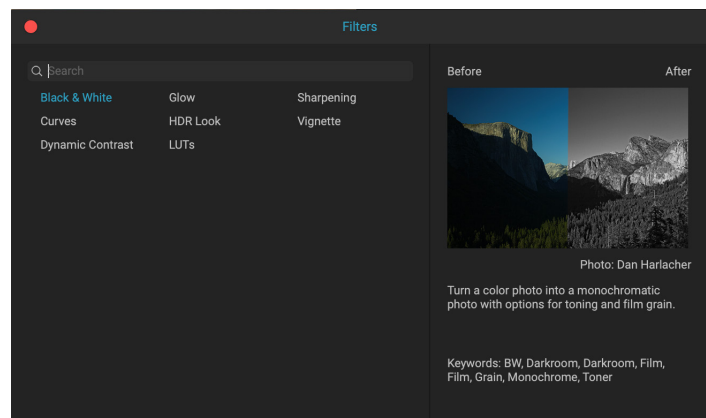 Filters
Search
Black & White
Glow
Sharpening
Curves
HDR Look
Vignette
Dynamic Contrast
LUTs
Before
After
Photo: Dan Harlacher
Turn a color photo into a monochromatic
photo with options for toning and film grain.
Keywords: BW, Darkroom, Darkroom, Film,
Film, Grain, Monochrome, Toner